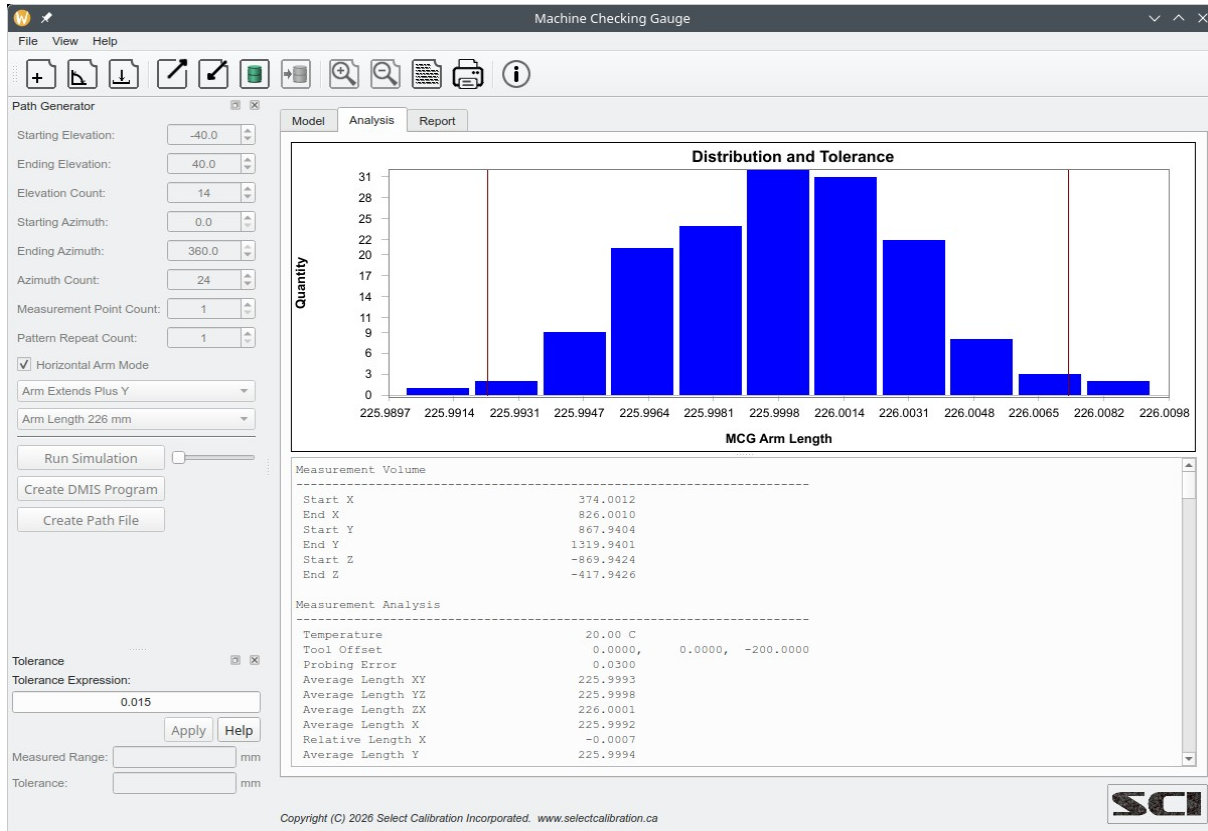 Machine Checking Gauge
File View Help
Path Generator
Starting Elevation: -40.0
Ending Elevation: 40.0
Elevation Count: 14
Starting Azimuth: 0.0
Ending Azimuth: 360.0
Azimuth Count: 24
Measurement Point Count: 1
Pattern Repeat Count: 1
Horizontal Arm Mode
Arm Extends Plus Y
Arm Length 226 mm
Run Simulation
Create DMIS Program
Create Path File
Tolerance
Tolerance Expression:
0.015
Apply Help
Measured Range: mm
Tolerance: mm
Model Analysis Report
Distribution and Tolerance
Quantity
31
28
25
22
20
17
14
11
9
6
3
0
225.9897 225.9914 225.9931 225.9947 225.9964 225.9981 225.9998 226.0014 226.0031 226.0048 226.0065 226.0082 226.0098
MCG Arm Length
Measurement Volume
Start X 374.0012
End X 826.0010
Start Y 867.9404
End Y 1319.9401
Start Z -869.9424
End Z -417.9426
Measurement Analysis
Temperature 20.00 C
Tool Offset 0.0000, 0.0000, -200.0000
Probing Error 0.0300
Average Length XY 225.9993
Average Length YZ 225.9998
Average Length ZX 226.0001
Average Length X 225.9992
Relative Length X -0.0007
Average Length Y 225.9994
Copyright (C) 2026 Select Calibration Incorporated. www.selectcalibration.ca
SCI